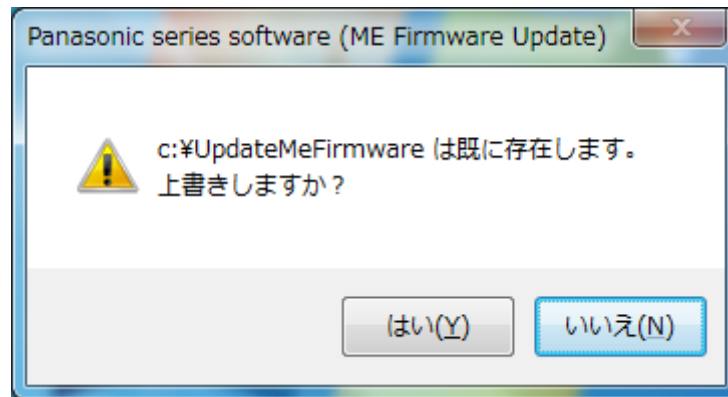 Panasonic series software (ME Firmware Update)
c:¥UpdateMeFirmware は既に存在します。
上書きしますか？
はい(Y)
いいえ(N)